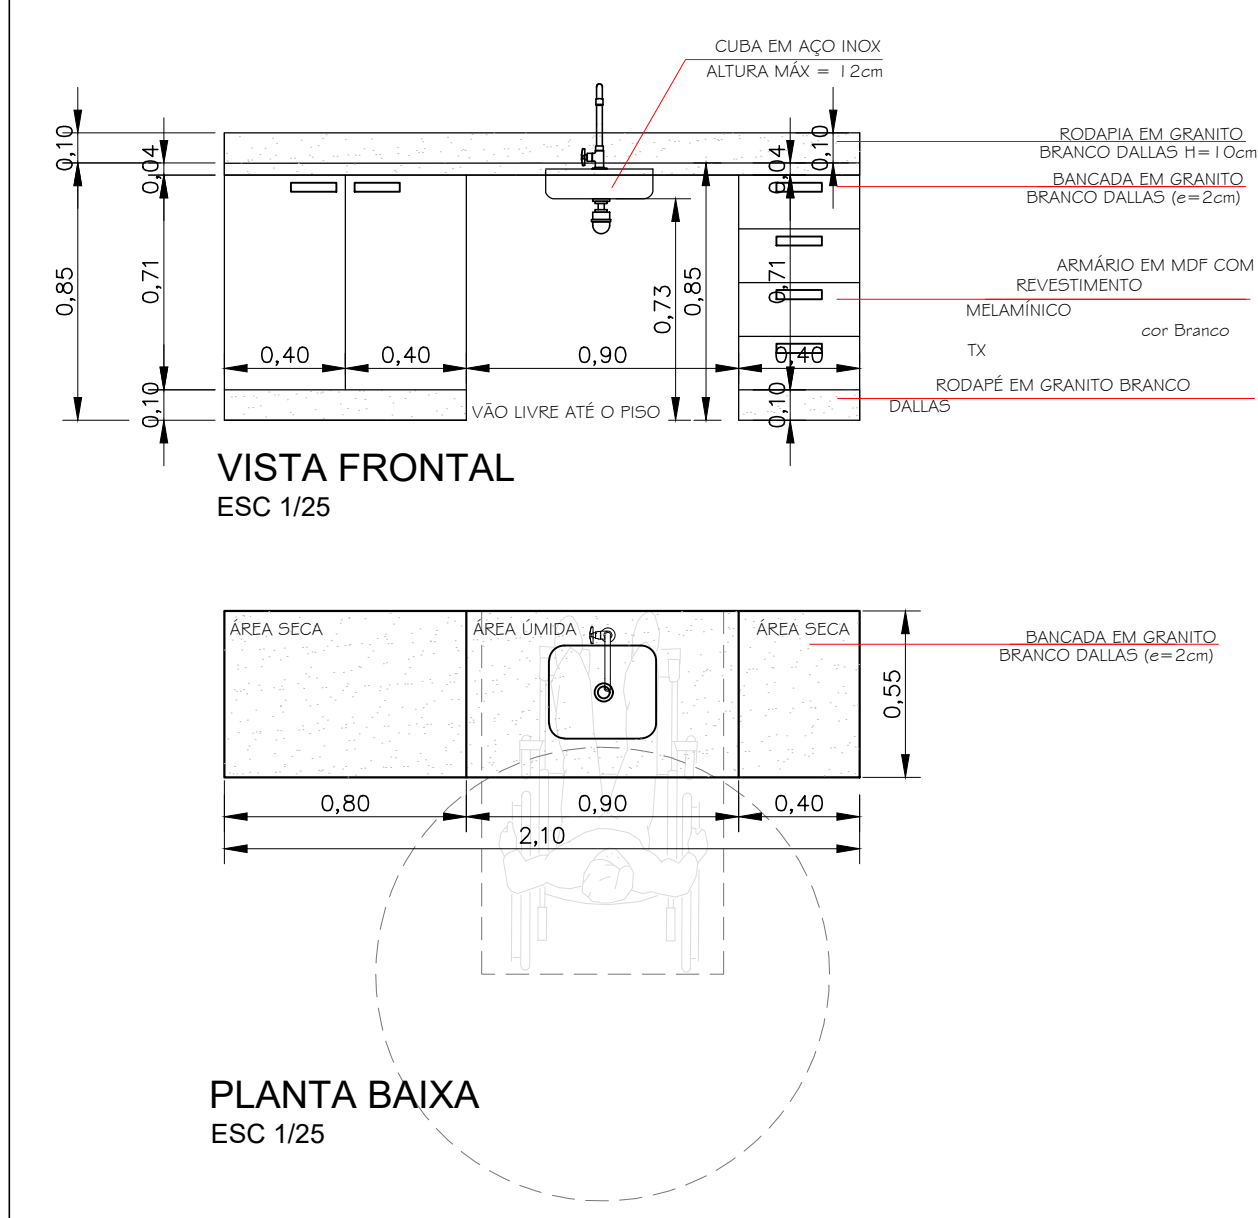 CUBA EM AÇO INOX
ALTURA MÁX = 12cm
0,10
0,04
0,04
0,10
RODAPIA EM GRANITO
BRANCO DALLAS H=10cm
BANCADA EM GRANITO
BRANCO DALLAS (e=2cm)
0,85
0,71
0,73
0,85
0,71
ARMÁRIO EM MDF COM
REVESTIMENTO
MELAMÍNICO
cor Branco
TX
0,40
0,40
0,90
0,40
0,10
0,10
RODAPÉ EM GRANITO BRANCO
DALLAS
VÃO LIVRE ATÉ O PISO
VISTA FRONTAL
ESC 1/25
ÁREA SECA
ÁREA ÚMIDA
ÁREA SECA
BANCADA EM GRANITO
BRANCO DALLAS (e=2cm)
0,55
0,80
0,90
0,40
2,10
PLANTA BAIXA
ESC 1/25